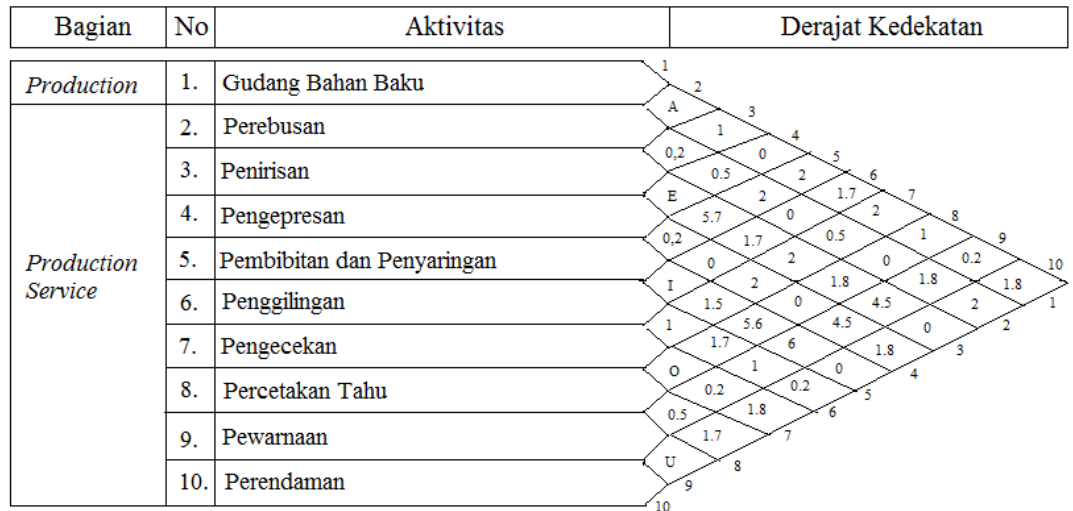 Bagian No Aktivitas Derajat Kedekatan
Production 1. Gudang Bahan Baku
Production Service
2. Perebusan
3. Penirisan
4. Pengepresan
5. Pembibitan dan Penyaringan
6. Penggilingan
7. Pengecekan
8. Percetakan Tahu
9. Pewarnaan
10. Perendaman
1 2 3 4 5 6 7 8 9 10
A 1 0 2 1.7 2 1 0.2 1.8
0,2 0.5 2 0 0.5 0 1.8 2
E 5.7 1.7 2 1.8 4.5 0
0,2 0 2 0 4.5 1.8
I 1.5 5.6 6 0
1 1.7 1 0.2
O 0.2 1.8
0.5 1.7
U
1 2 3 4 5 6 7 8 9 10